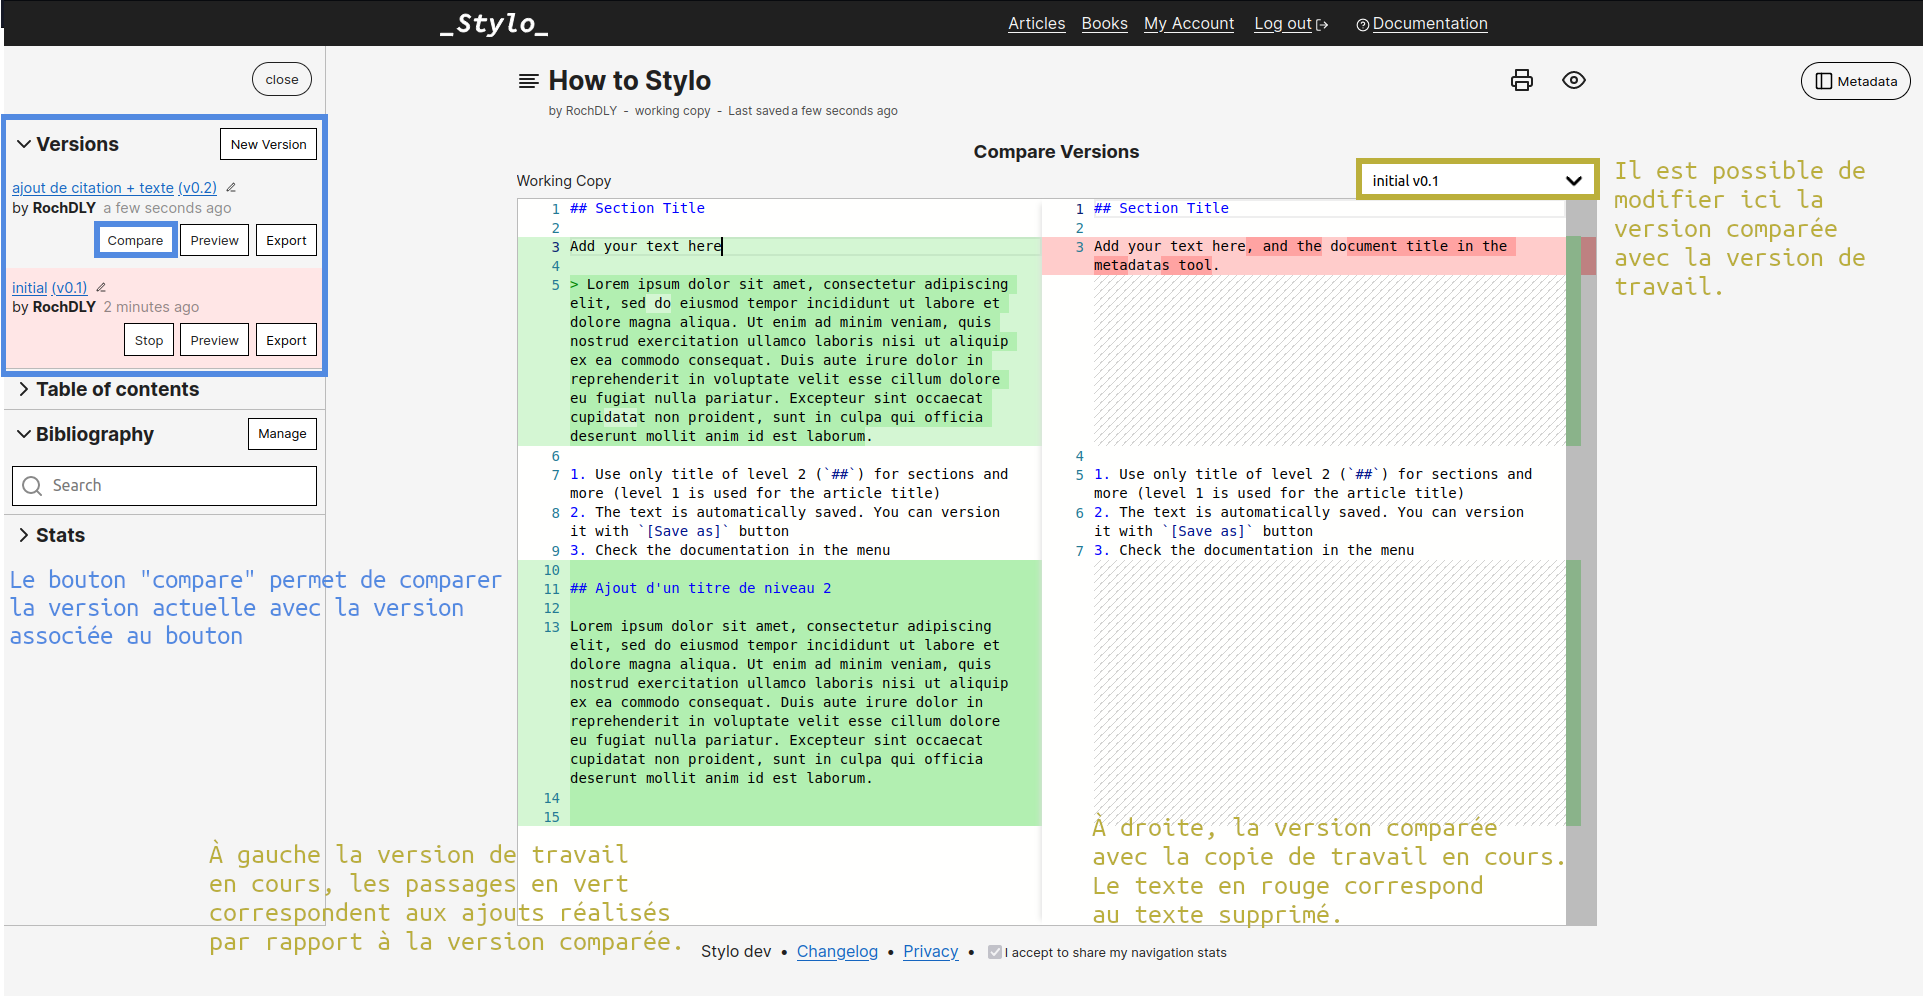 _Stylo_
Articles Books My Account Log out Documentation
close
Versions New Version
ajout de citation + texte (v0.2)
by RochDLY a few seconds ago
Compare Preview Export
initial (v0.1)
by RochDLY 2 minutes ago
Stop Preview Export
Table of contents
Bibliography Manage
Search
Stats
Le bouton "compare" permet de comparer
la version actuelle avec la version
associée au bouton
How to Stylo
by RochDLY - working copy - Last saved a few seconds ago
Metadata
Compare Versions
Working Copy
initial v0.1
Il est possible de
modifier ici la
version comparée
avec la version de
travail.
1 ## Section Title
2
3 Add your text here
4
5 > Lorem ipsum dolor sit amet, consectetur adipiscing
elit, sed do eiusmod tempor incididunt ut labore et
dolore magna aliqua. Ut enim ad minim veniam, quis
nostrud exercitation ullamco laboris nisi ut aliquip
ex ea commodo consequat. Duis aute irure dolor in
reprehenderit in voluptate velit esse cillum dolore
eu fugiat nulla pariatur. Excepteur sint occaecat
cupidatat non proident, sunt in culpa qui officia
deserunt mollit anim id est laborum.
6
7 1. Use only title of level 2 (`##`) for sections and
more (level 1 is used for the article title)
8 2. The text is automatically saved. You can version
it with `[Save as]` button
9 3. Check the documentation in the menu
10
11 ## Ajout d'un titre de niveau 2
12
13 Lorem ipsum dolor sit amet, consectetur adipiscing
elit, sed do eiusmod tempor incididunt ut labore et
dolore magna aliqua. Ut enim ad minim veniam, quis
nostrud exercitation ullamco laboris nisi ut aliquip
ex ea commodo consequat. Duis aute irure dolor in
reprehenderit in voluptate velit esse cillum dolore
eu fugiat nulla pariatur. Excepteur sint occaecat
cupidatat non proident, sunt in culpa qui officia
deserunt mollit anim id est laborum.
14
15
1 ## Section Title
2
3 Add your text here, and the document title in the
metadatas tool.
4
5 1. Use only title of level 2 (`##`) for sections and
more (level 1 is used for the article title)
6 2. The text is automatically saved. You can version
it with `[Save as]` button
7 3. Check the documentation in the menu
À gauche la version de travail
en cours, les passages en vert
correspondent aux ajouts réalisés
par rapport à la version comparée.
À droite, la version comparée
avec la copie de travail en cours.
Le texte en rouge correspond
au texte supprimé.
Stylo dev • Changelog • Privacy • I accept to share my navigation stats